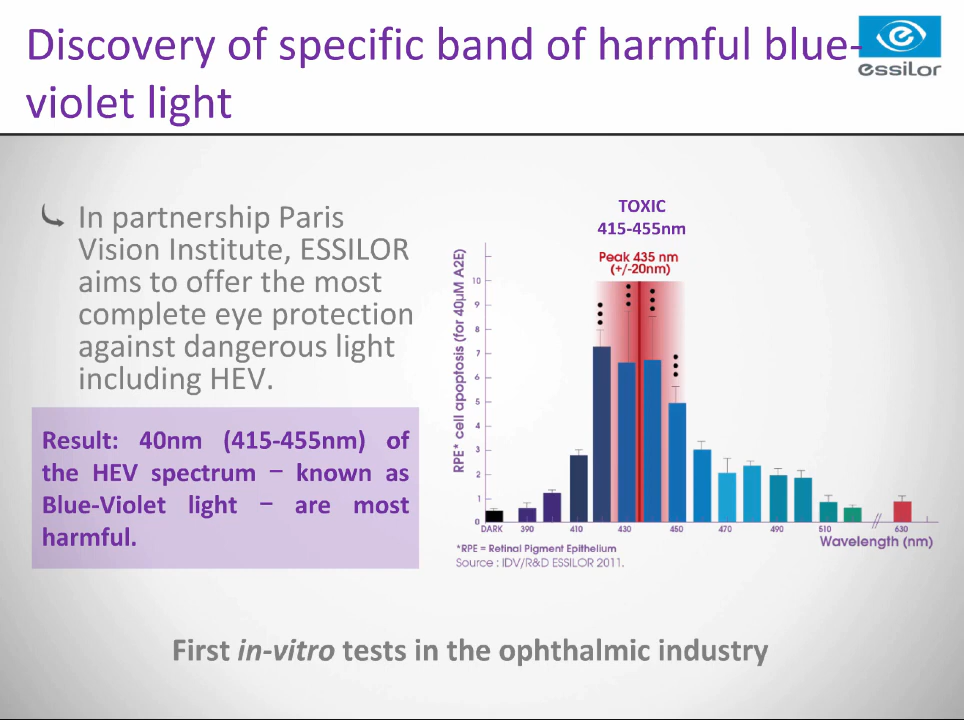 Discovery of specific band of harmful blue-
violet light
essilor
In partnership Paris
Vision Institute, ESSILOR
aims to offer the most
complete eye protection
against dangerous light
including HEV.
Result: 40nm (415-455nm) of
the HEV spectrum – known as
Blue-Violet light – are most
harmful.
TOXIC
415-455nm
Peak 435 nm
(+/-20nm)
RPE* cell apoptosis (for 40µM A2E)
10
9
8
7
6
5
4
3
2
1
0
DARK 390 410 430 450 470 490 510 // 630
Wavelength (nm)
*RPE = Retinal Pigment Epithelium
Source : IDV/R&D ESSILOR 2011.
First in-vitro tests in the ophthalmic industry